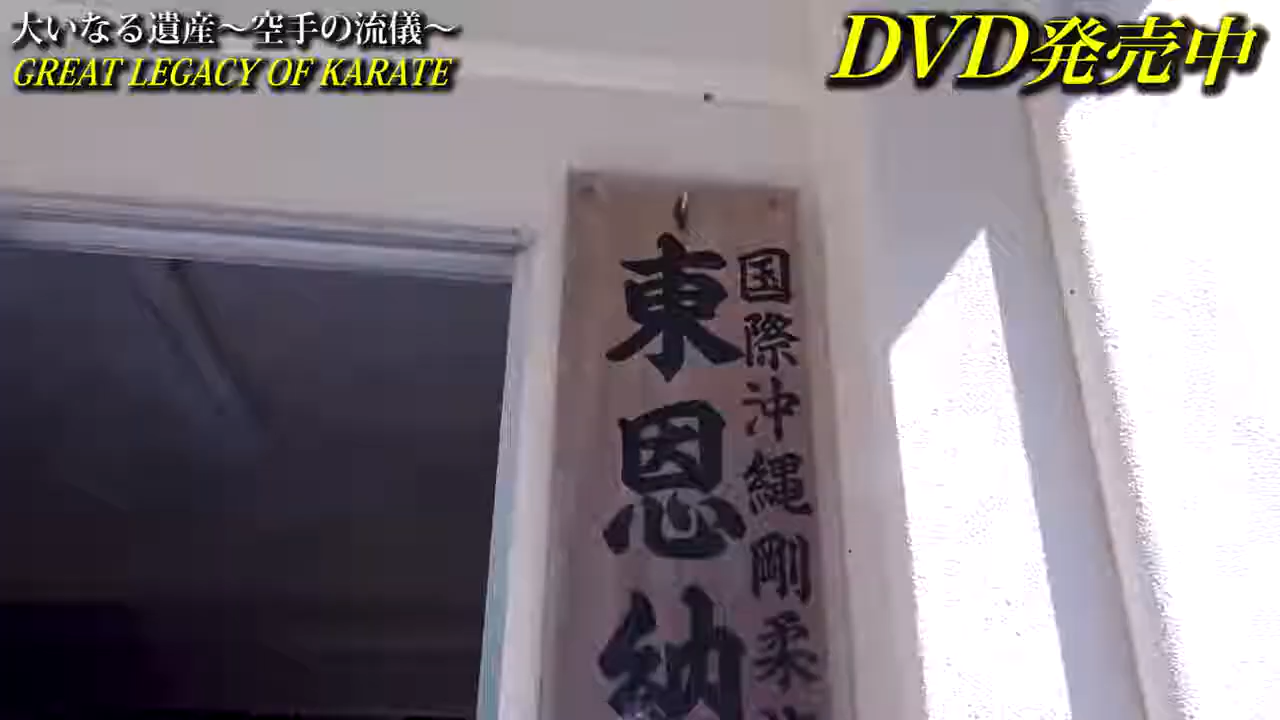 大いなる遺産～空手の流儀～
GREAT LEGACY OF KARATE
DVD発売中
国際沖縄剛柔
東恩納